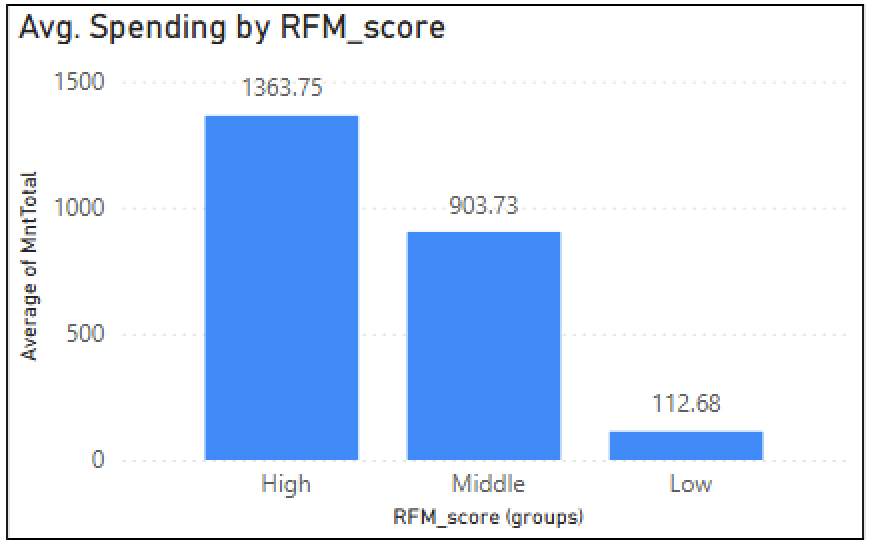 Avg. Spending by RFM_score
1500
1363.75
1000
903.73
Average of MntTotal
500
112.68
0
High Middle Low
RFM_score (groups)